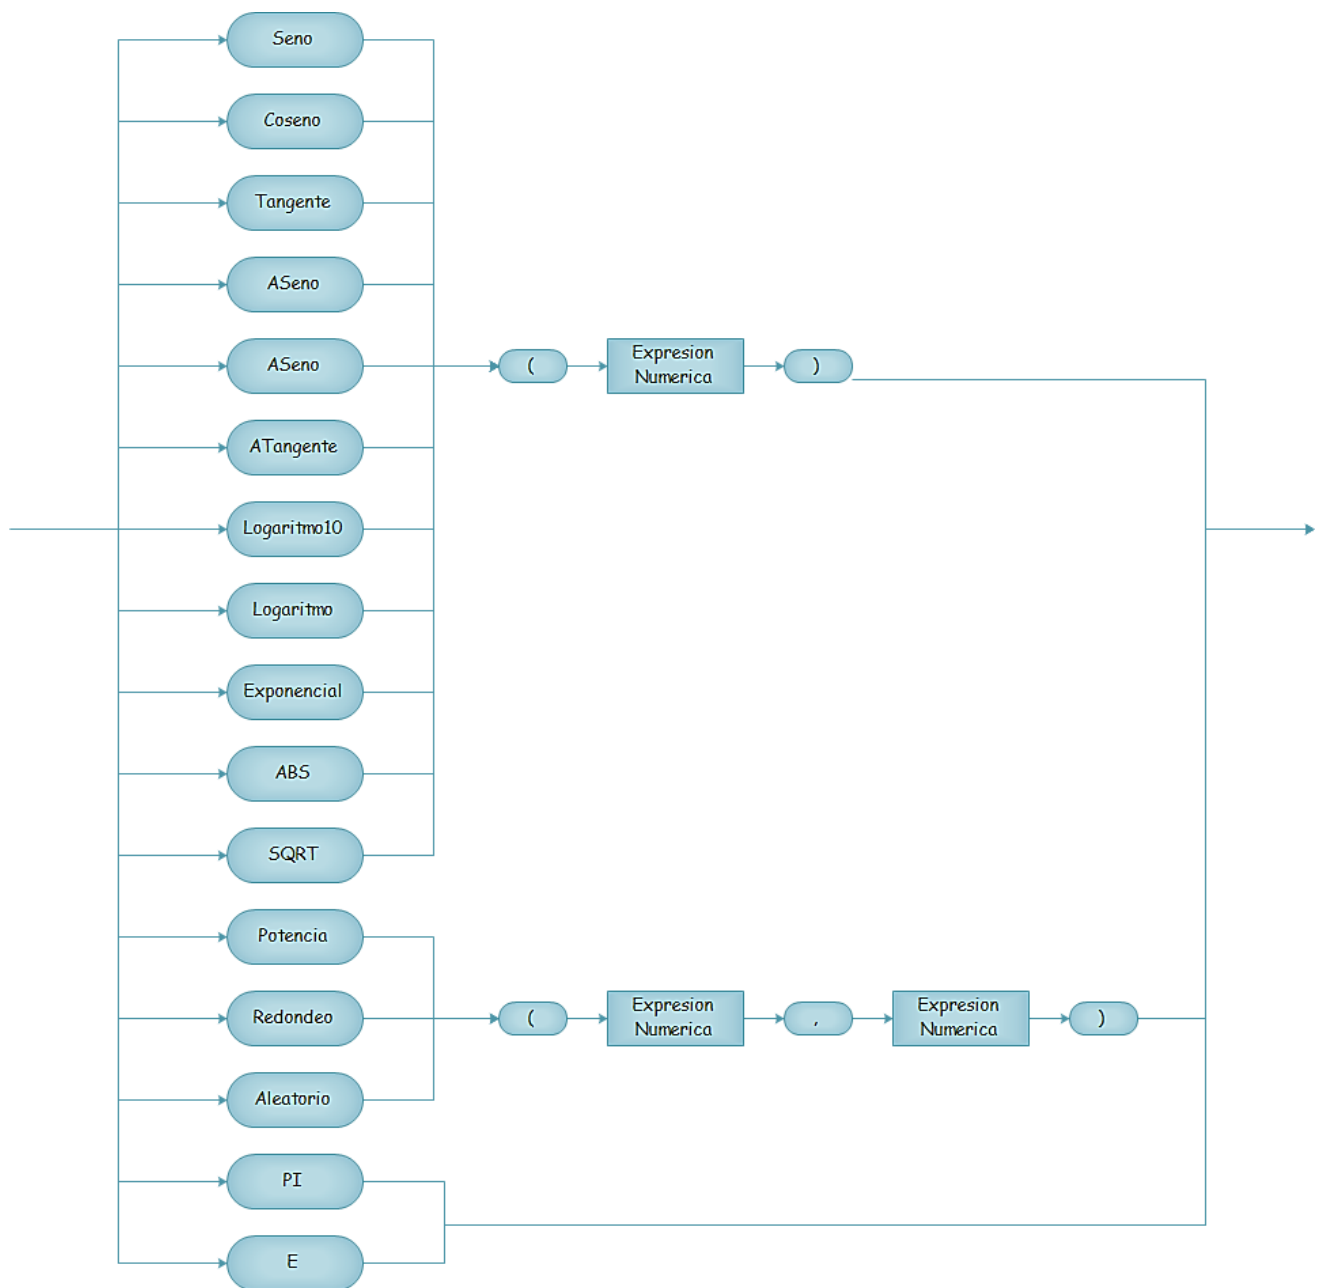 Seno
Coseno
Tangente
ASeno
ASeno
( Expresion )
Numerica
ATangente
Logaritmo10
Logaritmo
Exponencial
ABS
SQRT
Potencia
Redondeo
( Expresion , Expresion )
Numerica Numerica
Aleatorio
PI
E